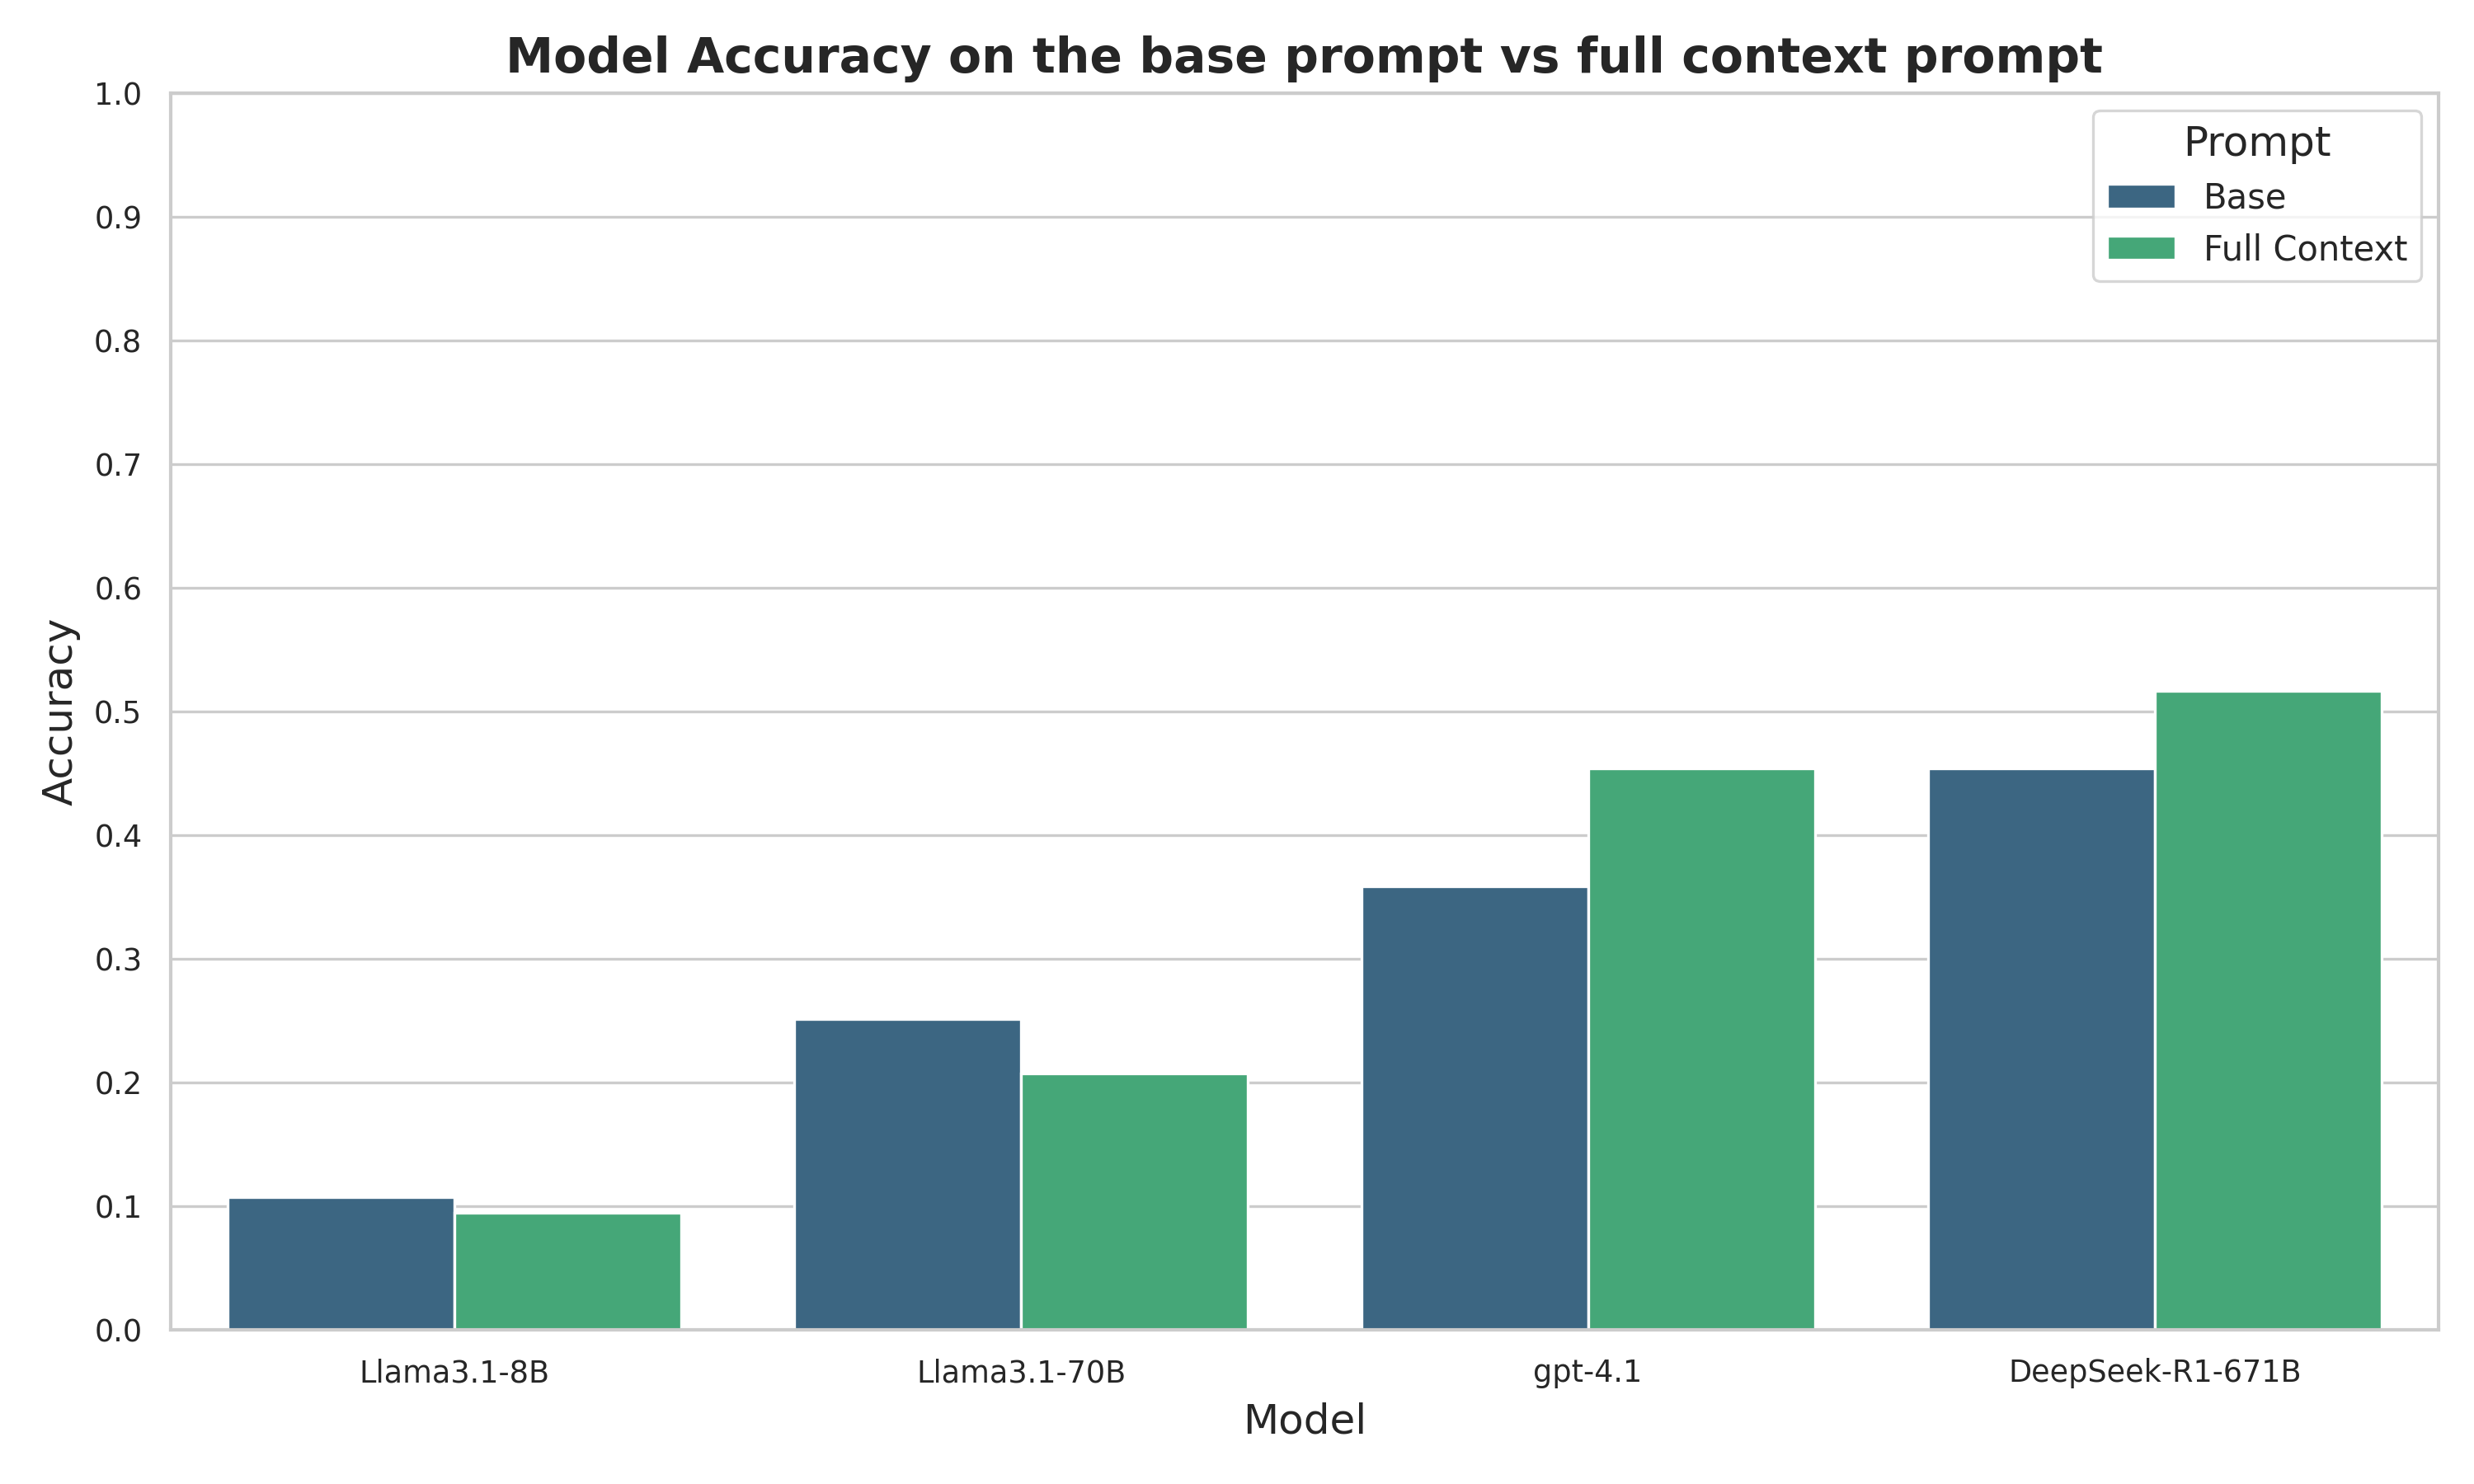 Model Accuracy on the base prompt vs full context prompt
1.0
0.9
0.8
0.7
0.6
0.5
0.4
0.3
0.2
0.1
0.0
Accuracy
Prompt
Base
Full Context
Llama3.1-8B
Llama3.1-70B
gpt-4.1
DeepSeek-R1-671B
Model